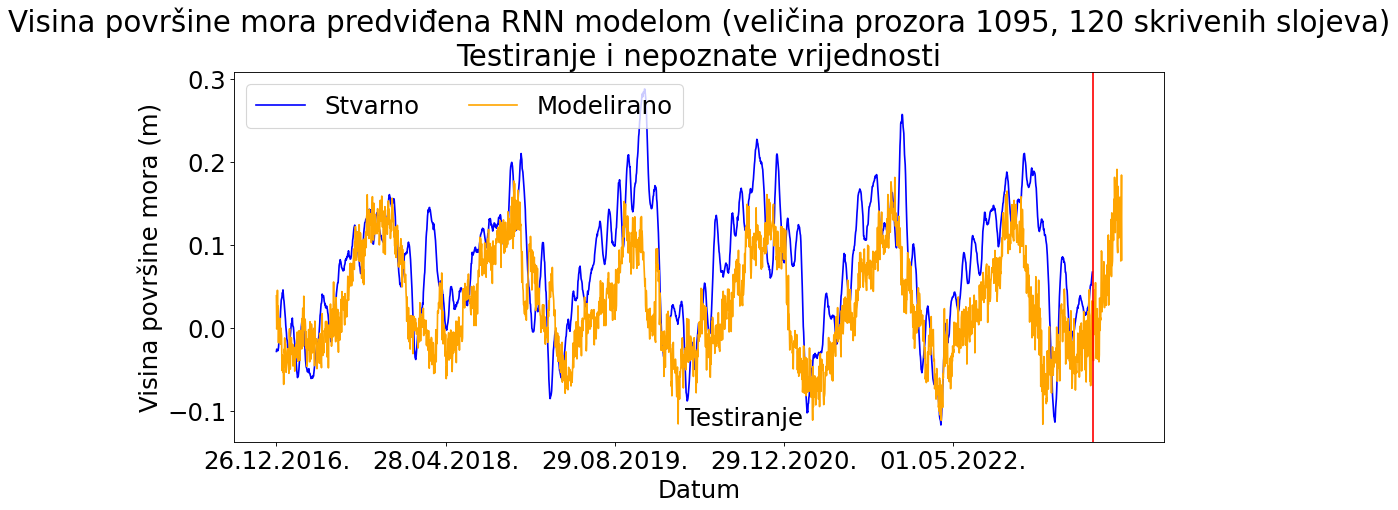 Visina površine mora predviđena RNN modelom (veličina prozora 1095, 120 skrivenih slojeva)
Testiranje i nepoznate vrijednosti
Stvarno
Modelirano
Visina površine mora (m)
0.3
0.2
0.1
0.0
−0.1
Testiranje
26.12.2016.
28.04.2018.
29.08.2019.
29.12.2020.
01.05.2022.
Datum